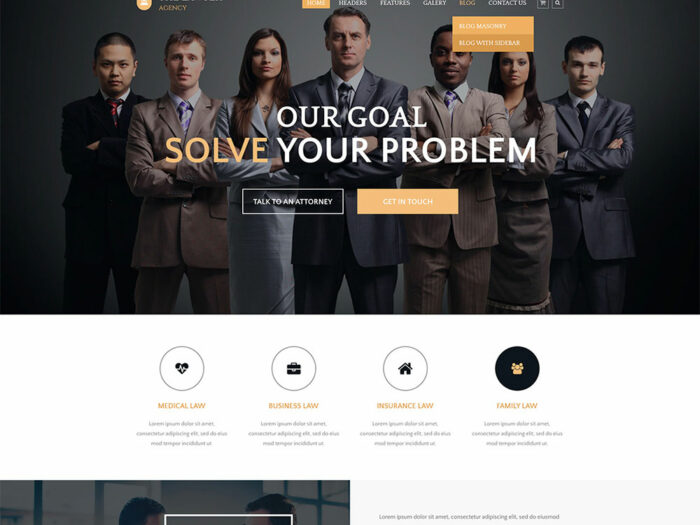 AGENCY
HOME HEADERS FEATURES GALERY BLOG CONTACT US
BLOG MASONRY
BLOG WITH SIDEBAR
OUR GOAL
SOLVE YOUR PROBLEM
TALK TO AN ATTORNEY
GET IN TOUCH
MEDICAL LAW
Lorem ipsum dolor sit amet,
consectetur adipiscing elit, sed do eius
mod tempor incididunt ut
BUSINESS LAW
Lorem ipsum dolor sit amet,
consectetur adipiscing elit, sed do eius
mod tempor incididunt ut
INSURANCE LAW
Lorem ipsum dolor sit amet,
consectetur adipiscing elit, sed do eius
mod tempor incididunt ut.
FAMILY LAW
Lorem ipsum dolor sit amet,
consectetur adipiscing elit, sed do eius
mod tempor incididunt ut
Lorem ipsum dolor sit amet, consectetur adipiscing elit, sed do eiusmod